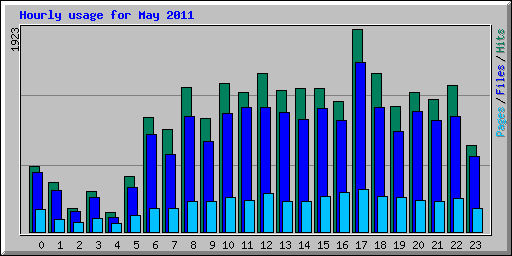 Hourly usage for May 2011
1923
Pages/Files/Hits
0 1 2 3 4 5 6 7 8 9 10 11 12 13 14 15 16 17 18 19 20 21 22 23